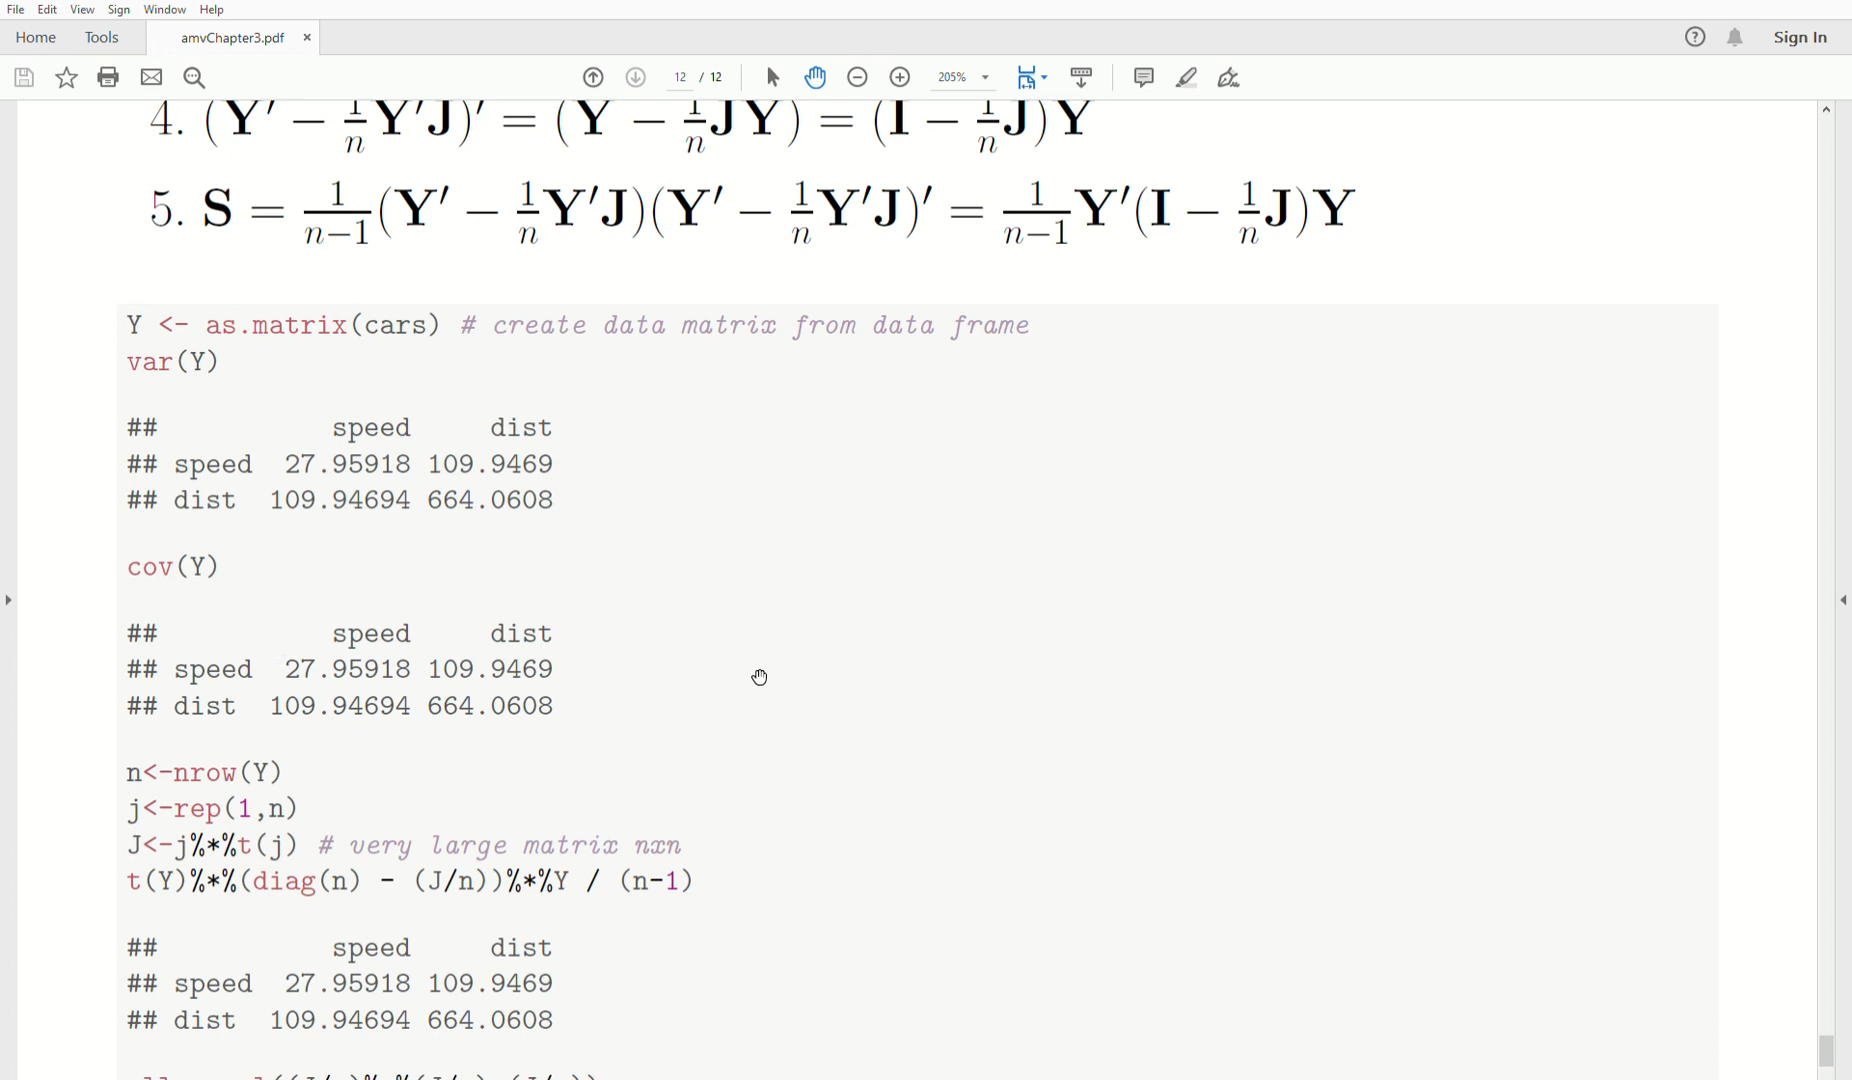 File Edit View Sign Window Help
Home Tools amvChapter3.pdf × ? Sign In
12 / 12 205%
4. (Y′ − 1/n Y′J)′ = (Y − 1/n JY) = (I − 1/n J)Y
5. S = 1/(n−1) (Y′ − 1/n Y′J)(Y′ − 1/n Y′J)′ = 1/(n−1) Y′(I − 1/n J)Y
Y <- as.matrix(cars) # create data matrix from data frame
var(Y)
## speed dist
## speed 27.95918 109.9469
## dist 109.94694 664.0608
cov(Y)
## speed dist
## speed 27.95918 109.9469
## dist 109.94694 664.0608
n<-nrow(Y)
j<-rep(1,n)
J<-j%*%t(j) # very large matrix nxn
t(Y)%*%(diag(n) - (J/n))%*%Y / (n-1)
## speed dist
## speed 27.95918 109.9469
## dist 109.94694 664.0608